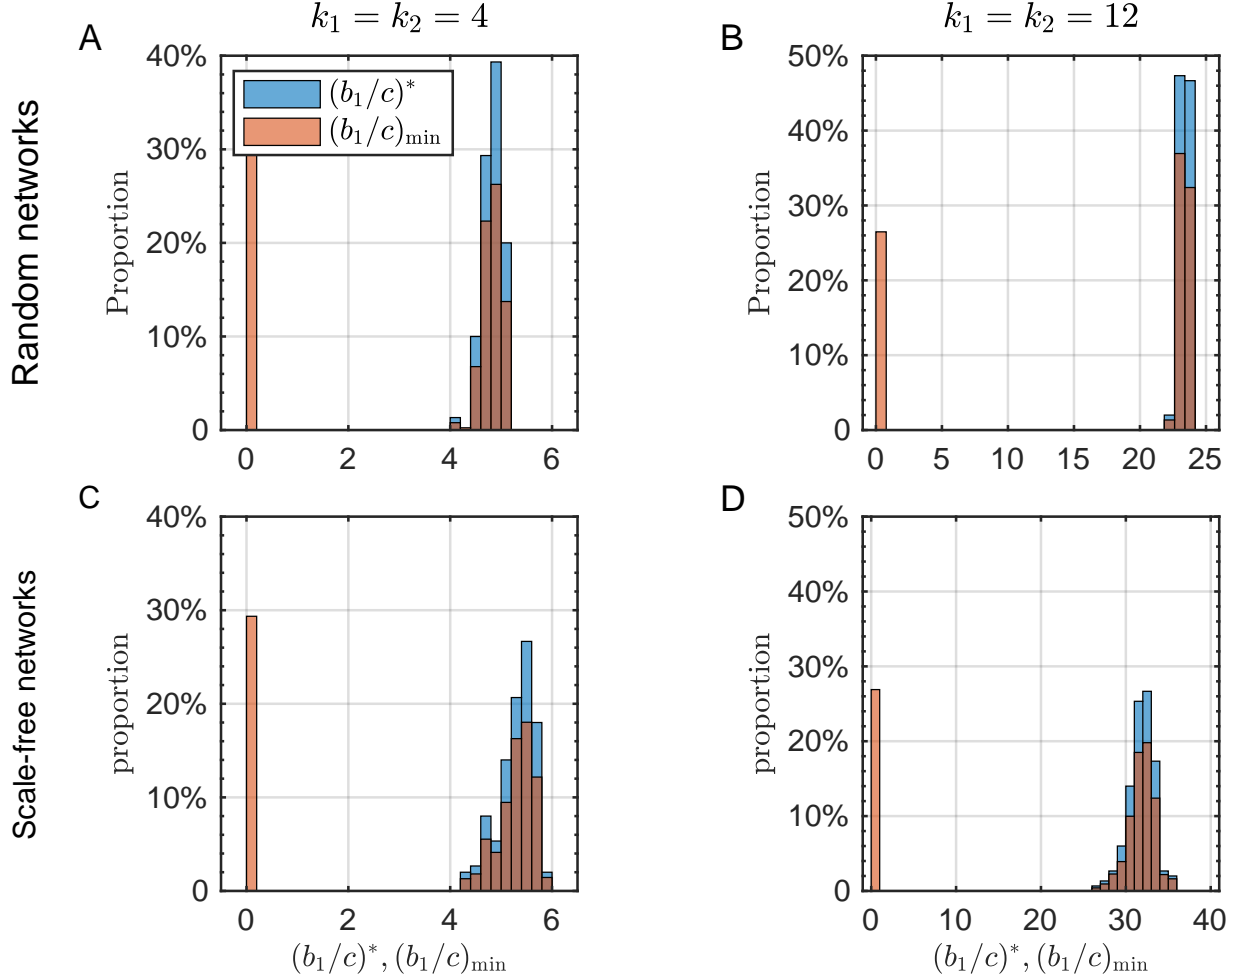 k₁ = k₂ = 4
k₁ = k₂ = 12
Random networks
A
40%
30%
20%
10%
0
Proportion
(b₁/c)*
(b₁/c)min
0 2 4 6
B
50%
40%
30%
20%
10%
0
Proportion
0 5 10 15 20 25
Scale-free networks
C
40%
30%
20%
10%
0
proportion
0 2 4 6
(b₁/c)*, (b₁/c)min
D
50%
40%
30%
20%
10%
0
proportion
0 10 20 30 40
(b₁/c)*, (b₁/c)min